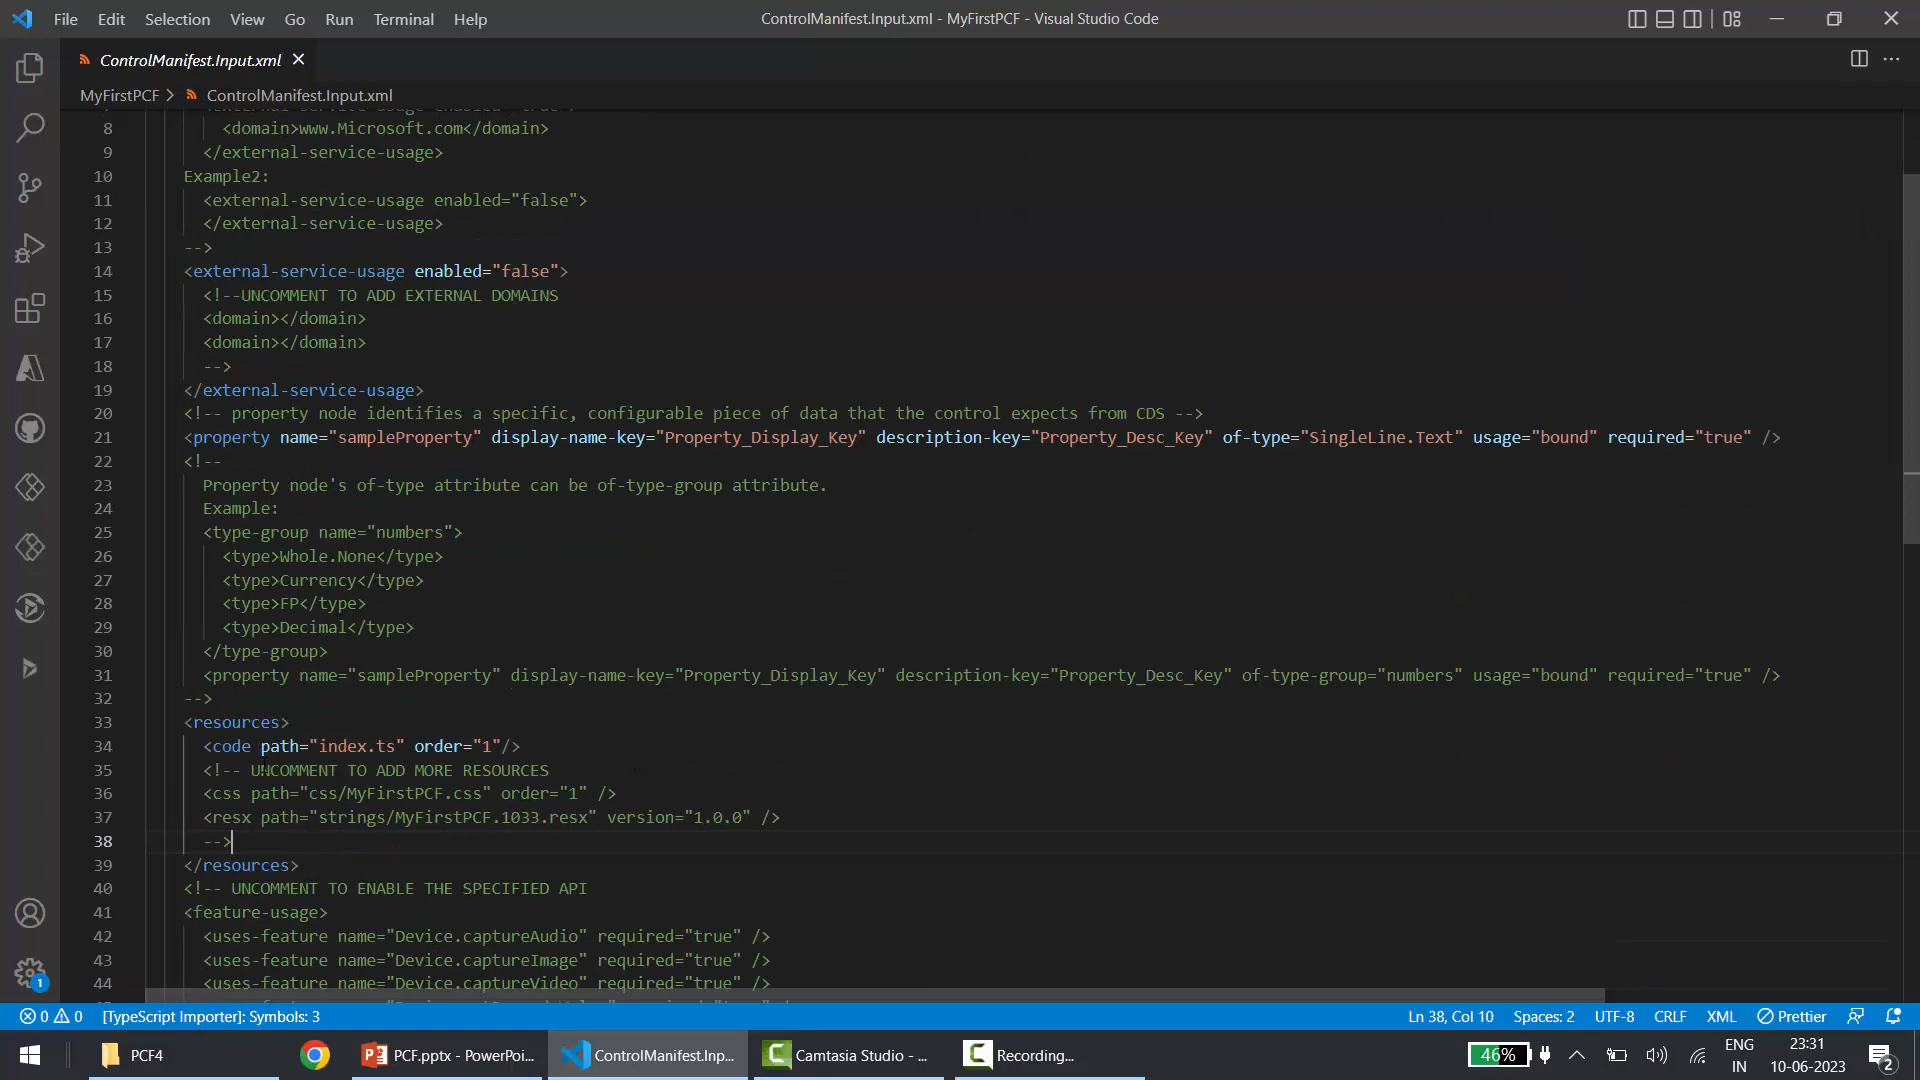 File Edit Selection View Go Run Terminal Help
ControlManifest.Input.xml - MyFirstPCF - Visual Studio Code
ControlManifest.Input.xml
MyFirstPCF > ControlManifest.Input.xml
8 <domain>www.Microsoft.com</domain>
9 </external-service-usage>
10 Example2:
11 <external-service-usage enabled="false">
12 </external-service-usage>
13 -->
14 <external-service-usage enabled="false">
15 <!--UNCOMMENT TO ADD EXTERNAL DOMAINS
16 <domain></domain>
17 <domain></domain>
18 -->
19 </external-service-usage>
20 <!-- property node identifies a specific, configurable piece of data that the control expects from CDS -->
21 <property name="sampleProperty" display-name-key="Property_Display_Key" description-key="Property_Desc_Key" of-type="SingleLine.Text" usage="bound" required="true" />
22 <!--
23 Property node's of-type attribute can be of-type-group attribute.
24 Example:
25 <type-group name="numbers">
26 <type>Whole.None</type>
27 <type>Currency</type>
28 <type>FP</type>
29 <type>Decimal</type>
30 </type-group>
31 <property name="sampleProperty" display-name-key="Property_Display_Key" description-key="Property_Desc_Key" of-type-group="numbers" usage="bound" required="true" />
32 -->
33 <resources>
34 <code path="index.ts" order="1"/>
35 <!-- UNCOMMENT TO ADD MORE RESOURCES
36 <css path="css/MyFirstPCF.css" order="1" />
37 <resx path="strings/MyFirstPCF.1033.resx" version="1.0.0" />
38 -->
39 </resources>
40 <!-- UNCOMMENT TO ENABLE THE SPECIFIED API
41 <feature-usage>
42 <uses-feature name="Device.captureAudio" required="true" />
43 <uses-feature name="Device.captureImage" required="true" />
44 <uses-feature name="Device.captureVideo" required="true" />
1
0 0 [TypeScript Importer]: Symbols: 3
Ln 38, Col 10 Spaces: 2 UTF-8 CRLF XML Prettier
PCF4
PCF.pptx - PowerPoi...
ControlManifest.Inp...
Camtasia Studio - ...
Recording...
46%
ENG
IN
23:31
10-06-2023
2